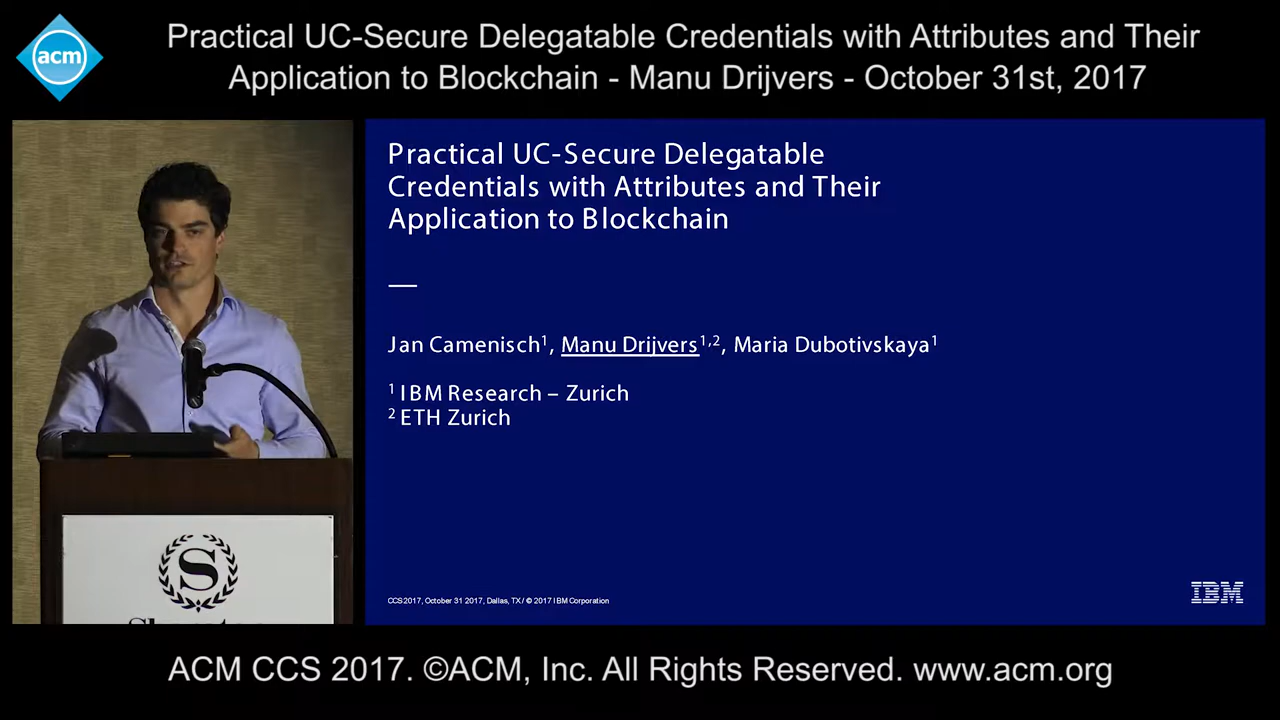 acm
Practical UC-Secure Delegatable Credentials with Attributes and Their
Application to Blockchain - Manu Drijvers - October 31st, 2017
Practical UC-Secure Delegatable
Credentials with Attributes and Their
Application to Blockchain
—
Jan Camenisch¹, Manu Drijvers¹,², Maria Dubotivskaya¹
¹ IBM Research – Zurich
² ETH Zurich
CCS2017, October 31 2017, Dallas, TX / © 2017 IBM Corporation
IBM
S
ACM CCS 2017. ©ACM, Inc. All Rights Reserved. www.acm.org